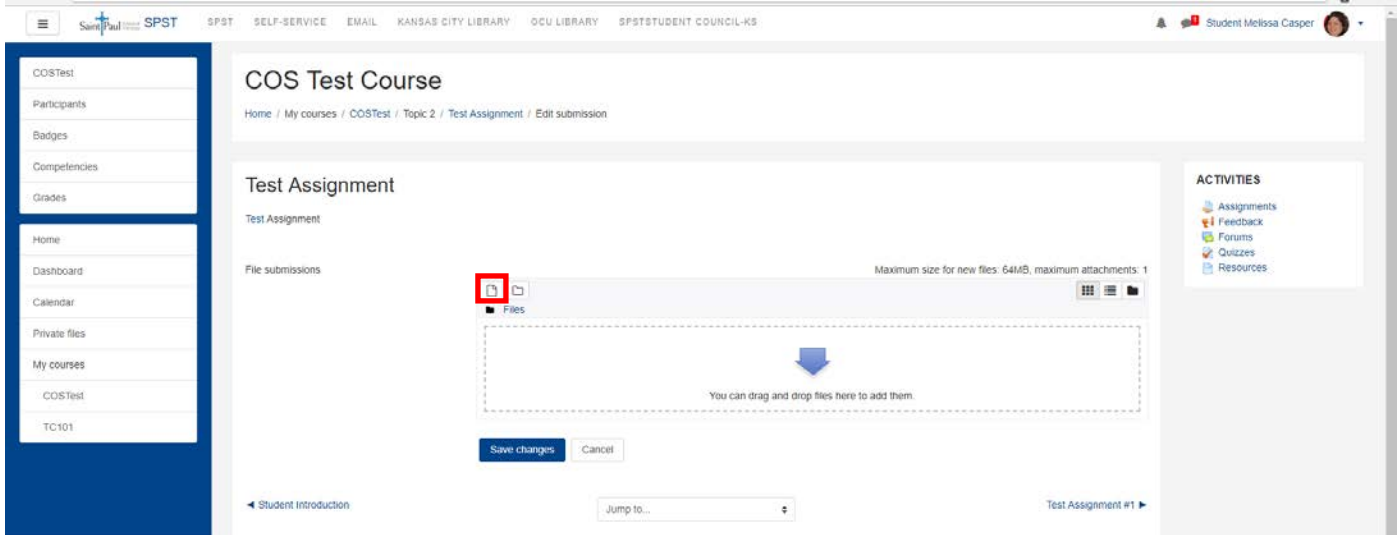 Saint Paul SPST
SPST SELF-SERVICE EMAIL KANSAS CITY LIBRARY OCU LIBRARY SPSTSTUDENT COUNCIL-KS
Student Melissa Casper
COSTest
Participants
Badges
Competencies
Grades
Home
Dashboard
Calendar
Private files
My courses
COSTest
TC101
COS Test Course
Home / My courses / COSTest / Topic 2 / Test Assignment / Edit submission
Test Assignment
Test Assignment
File submissions
Maximum size for new files: 64MB, maximum attachments: 1
Files
You can drag and drop files here to add them.
Save changes Cancel
◄ Student Introduction
Jump to...
Test Assignment #1 ►
ACTIVITIES
Assignments
Feedback
Forums
Quizzes
Resources